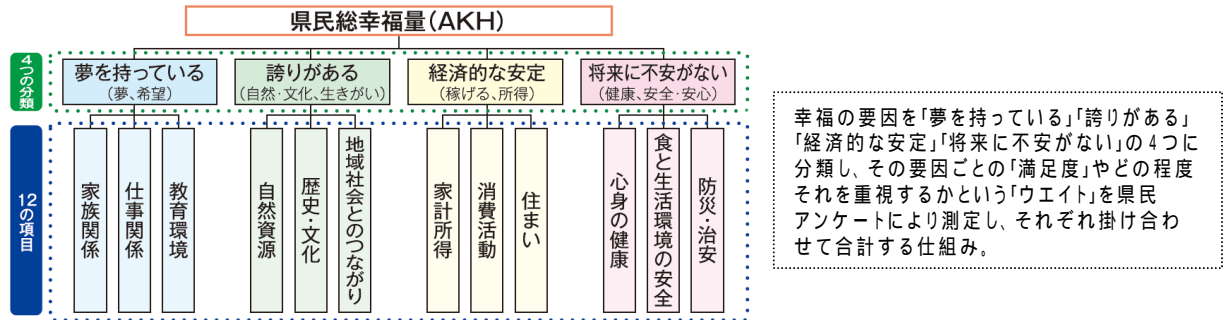 県民総幸福量(AKH)
4つの分類
夢を持っている
(夢、希望)
誇りがある
(自然・文化、生きがい)
経済的な安定
(稼げる、所得)
将来に不安がない
(健康、安全・安心)
12の項目
家族関係
仕事関係
教育環境
自然資源
歴史・文化
地域社会とのつながり
家計所得
消費活動
住まい
心身の健康
食と生活環境の安全
防災・治安
幸福の要因を「夢を持っている」「誇りがある」
「経済的な安定」「将来に不安がない」の4つに
分類し、その要因ごとの「満足度」やどの程度
それを重視するかという「ウエイト」を県民
アンケートにより測定し、それぞれ掛け合わ
せて合計する仕組み。